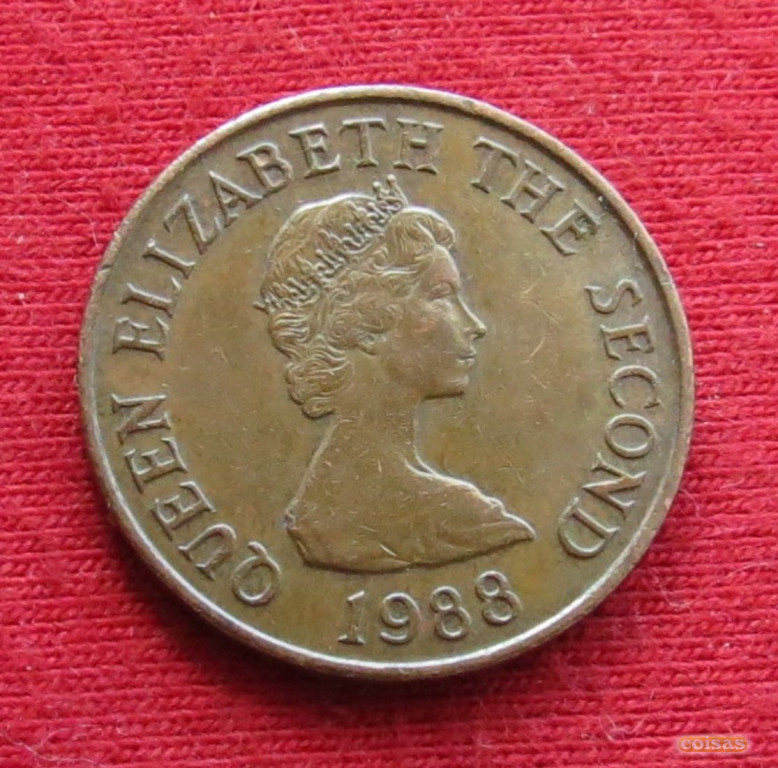 QUEEN ELIZABETH THE SECOND
1988
coisas